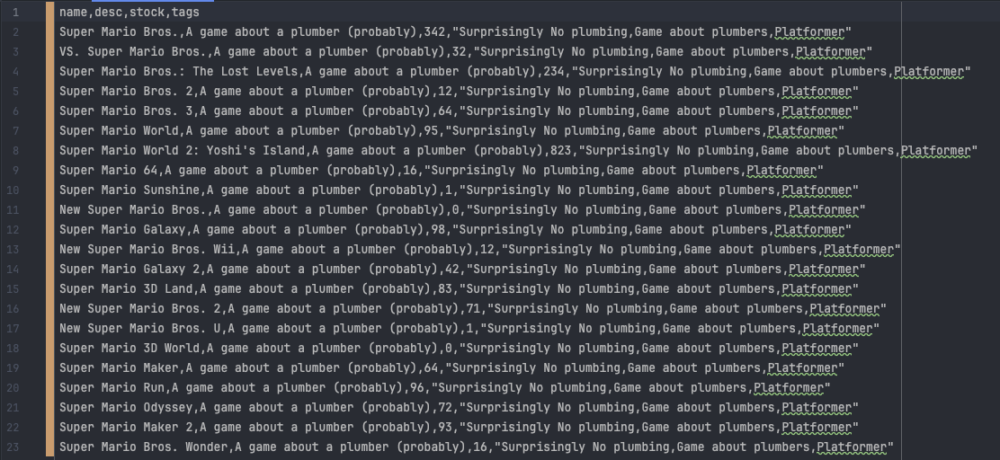 1 name,desc,stock,tags
2 Super Mario Bros.,A game about a plumber (probably),342,"Surprisingly No plumbing,Game about plumbers,Platformer"
3 VS. Super Mario Bros.,A game about a plumber (probably),32,"Surprisingly No plumbing,Game about plumbers,Platformer"
4 Super Mario Bros.: The Lost Levels,A game about a plumber (probably),234,"Surprisingly No plumbing,Game about plumbers,Platformer"
5 Super Mario Bros. 2,A game about a plumber (probably),12,"Surprisingly No plumbing,Game about plumbers,Platformer"
6 Super Mario Bros. 3,A game about a plumber (probably),64,"Surprisingly No plumbing,Game about plumbers,Platformer"
7 Super Mario World,A game about a plumber (probably),95,"Surprisingly No plumbing,Game about plumbers,Platformer"
8 Super Mario World 2: Yoshi's Island,A game about a plumber (probably),823,"Surprisingly No plumbing,Game about plumbers,Platformer"
9 Super Mario 64,A game about a plumber (probably),16,"Surprisingly No plumbing,Game about plumbers,Platformer"
10 Super Mario Sunshine,A game about a plumber (probably),1,"Surprisingly No plumbing,Game about plumbers,Platformer"
11 New Super Mario Bros.,A game about a plumber (probably),0,"Surprisingly No plumbing,Game about plumbers,Platformer"
12 Super Mario Galaxy,A game about a plumber (probably),98,"Surprisingly No plumbing,Game about plumbers,Platformer"
13 New Super Mario Bros. Wii,A game about a plumber (probably),12,"Surprisingly No plumbing,Game about plumbers,Platformer"
14 Super Mario Galaxy 2,A game about a plumber (probably),42,"Surprisingly No plumbing,Game about plumbers,Platformer"
15 Super Mario 3D Land,A game about a plumber (probably),83,"Surprisingly No plumbing,Game about plumbers,Platformer"
16 New Super Mario Bros. 2,A game about a plumber (probably),71,"Surprisingly No plumbing,Game about plumbers,Platformer"
17 New Super Mario Bros. U,A game about a plumber (probably),1,"Surprisingly No plumbing,Game about plumbers,Platformer"
18 Super Mario 3D World,A game about a plumber (probably),0,"Surprisingly No plumbing,Game about plumbers,Platformer"
19 Super Mario Maker,A game about a plumber (probably),64,"Surprisingly No plumbing,Game about plumbers,Platformer"
20 Super Mario Run,A game about a plumber (probably),96,"Surprisingly No plumbing,Game about plumbers,Platformer"
21 Super Mario Odyssey,A game about a plumber (probably),72,"Surprisingly No plumbing,Game about plumbers,Platformer"
22 Super Mario Maker 2,A game about a plumber (probably),93,"Surprisingly No plumbing,Game about plumbers,Platformer"
23 Super Mario Bros. Wonder,A game about a plumber (probably),16,"Surprisingly No plumbing,Game about plumbers,Platformer"